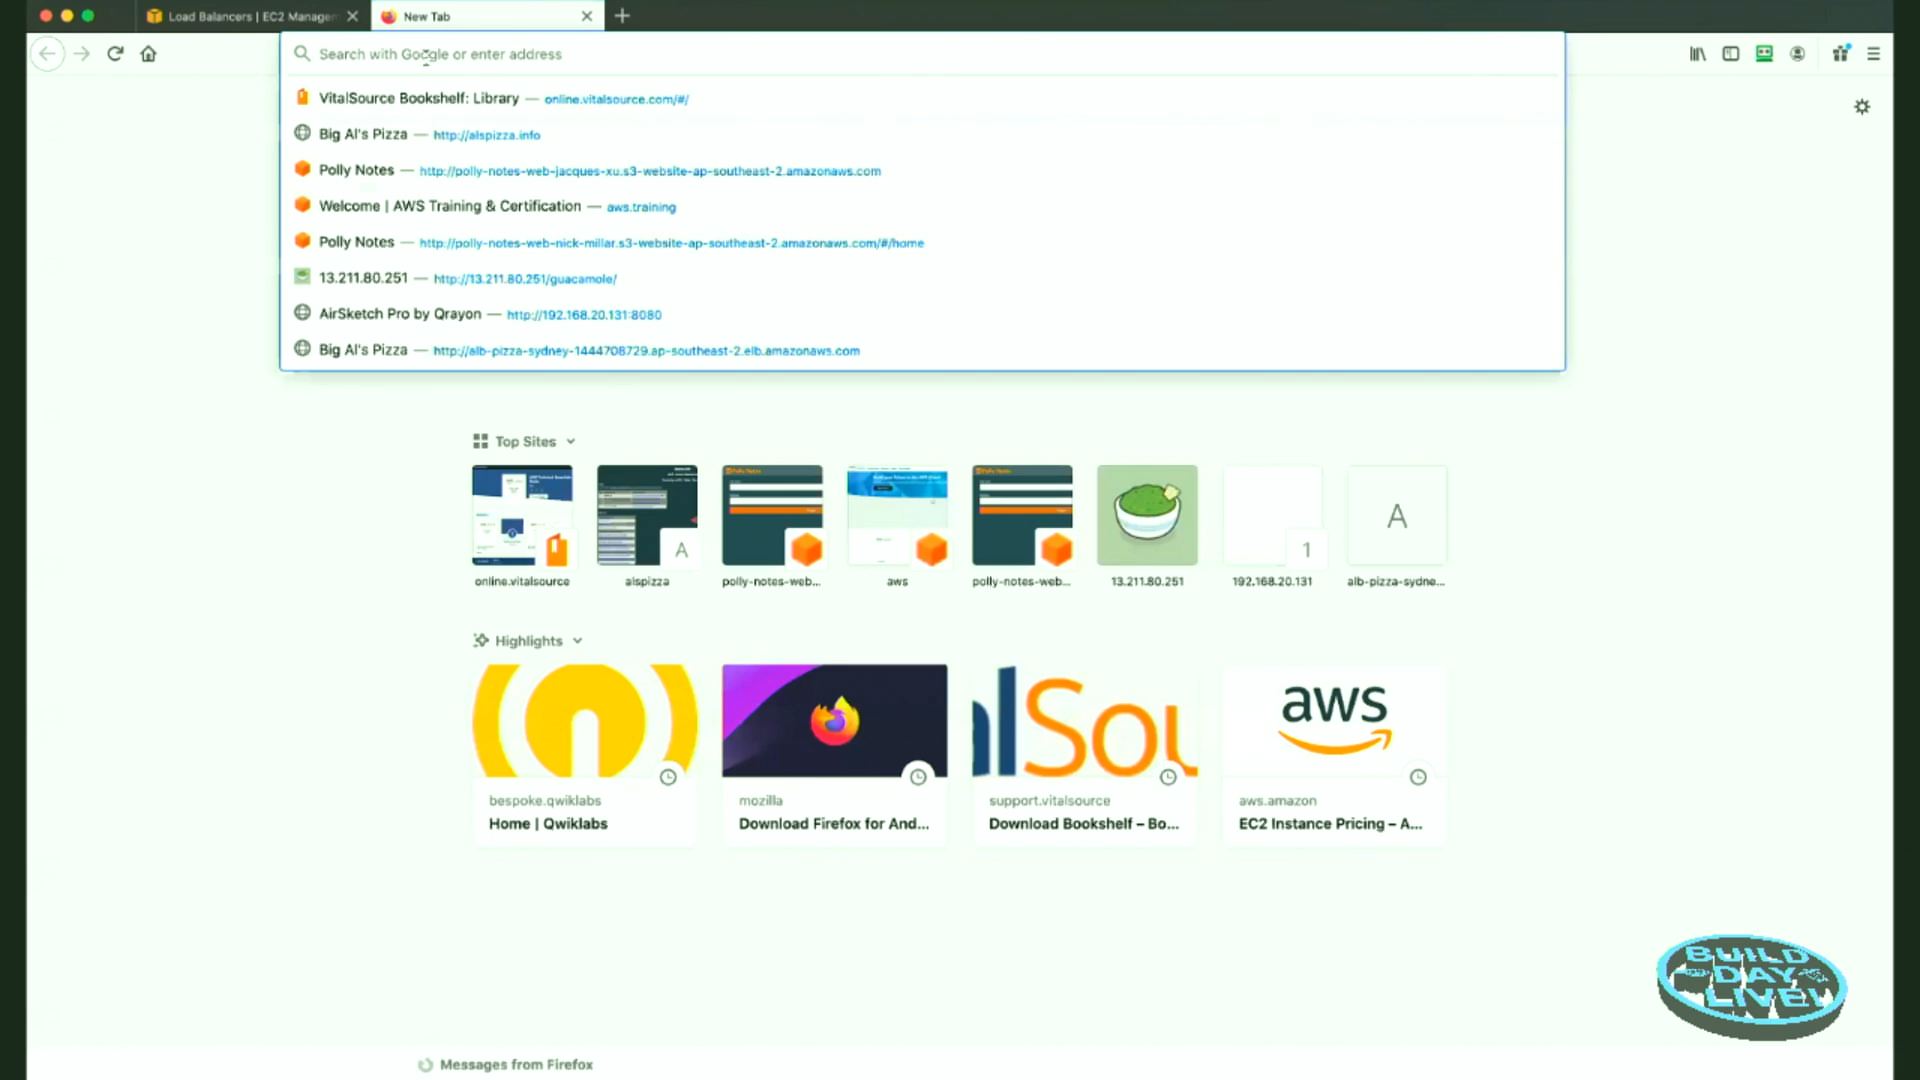 Load Balancers | EC2 Managem
New Tab
Search with Google or enter address
VitalSource Bookshelf: Library — online.vitalsource.com/#/
Big Al's Pizza — http://alspizza.info
Polly Notes — http://polly-notes-web-jacques-xu.s3-website-ap-southeast-2.amazonaws.com
Welcome | AWS Training & Certification — aws.training
Polly Notes — http://polly-notes-web-nick-millar.s3-website-ap-southeast-2.amazonaws.com/#/home
13.211.80.251 — http://13.211.80.251/guacamole/
AirSketch Pro by Qrayon — http://192.168.20.131:8080
Big Al's Pizza — http://alb-pizza-sydney-1444708729.ap-southeast-2.elb.amazonaws.com
Top Sites
A
1
A
online.vitalsource
alspizza
polly-notes-web...
aws
polly-notes-web...
13.211.80.251
192.168.20.131
alb-pizza-sydne...
Highlights
alSou
aws
bespoke.qwiklabs
Home | Qwiklabs
mozilla
Download Firefox for And...
support.vitalsource
Download Bookshelf – Bo...
aws.amazon
EC2 Instance Pricing – A...
BUILD
DAY
LIVE!
Messages from Firefox